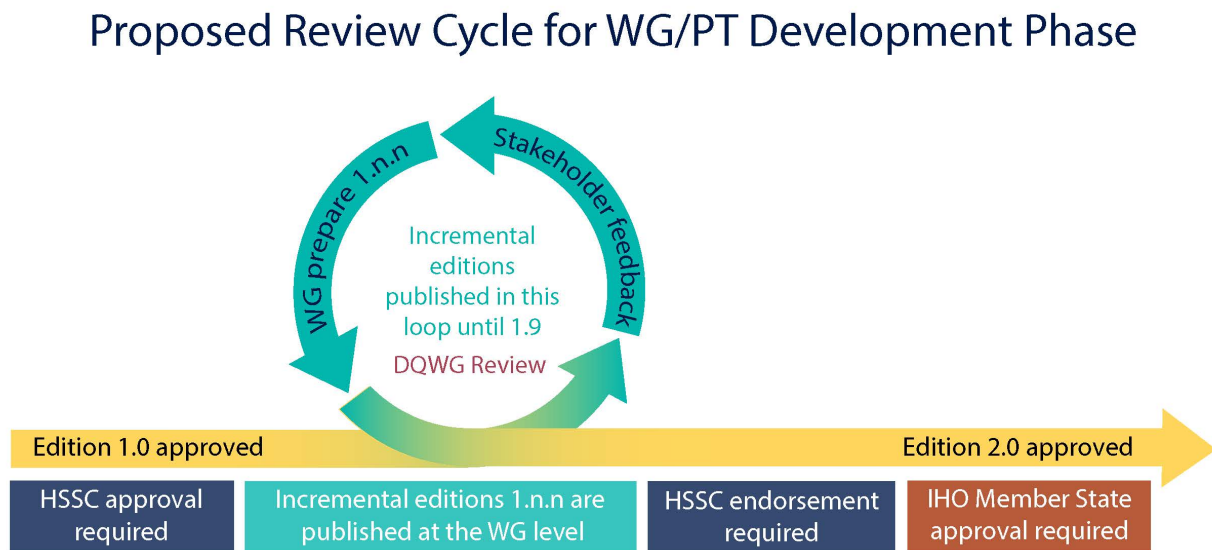 Proposed Review Cycle for WG/PT Development Phase
Stakeholder feedback
WG prepare 1.n.n
Incremental
editions
published in this
loop until 1.9
DQWG Review
Edition 1.0 approved
Edition 2.0 approved
HSSC approval
required
Incremental editions 1.n.n are
published at the WG level
HSSC endorsement
required
IHO Member State
approval required